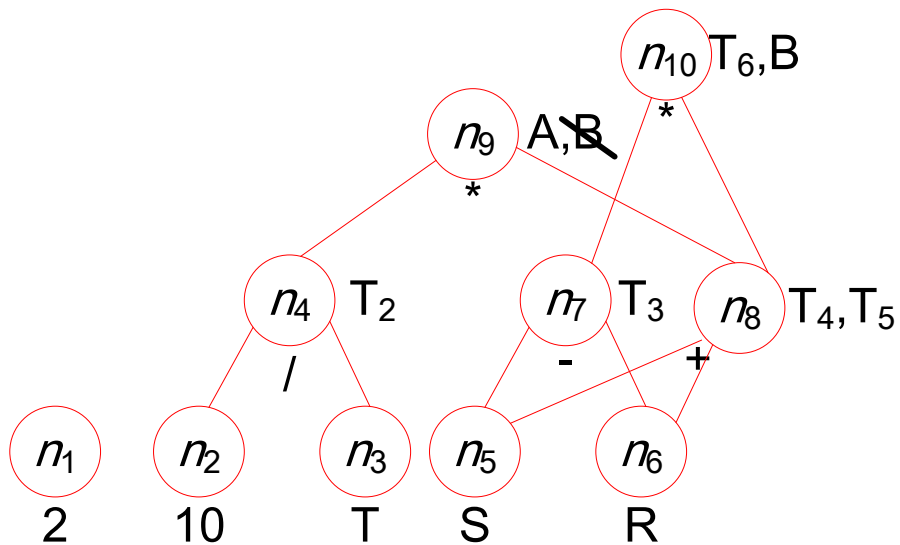 n₁₀ T₆,B
*
n₉ A,B
*
n₄ T₂
/
n₇ T₃
-
n₈ T₄,T₅
+
n₁ n₂ n₃ n₅ n₆
2 10 T S R